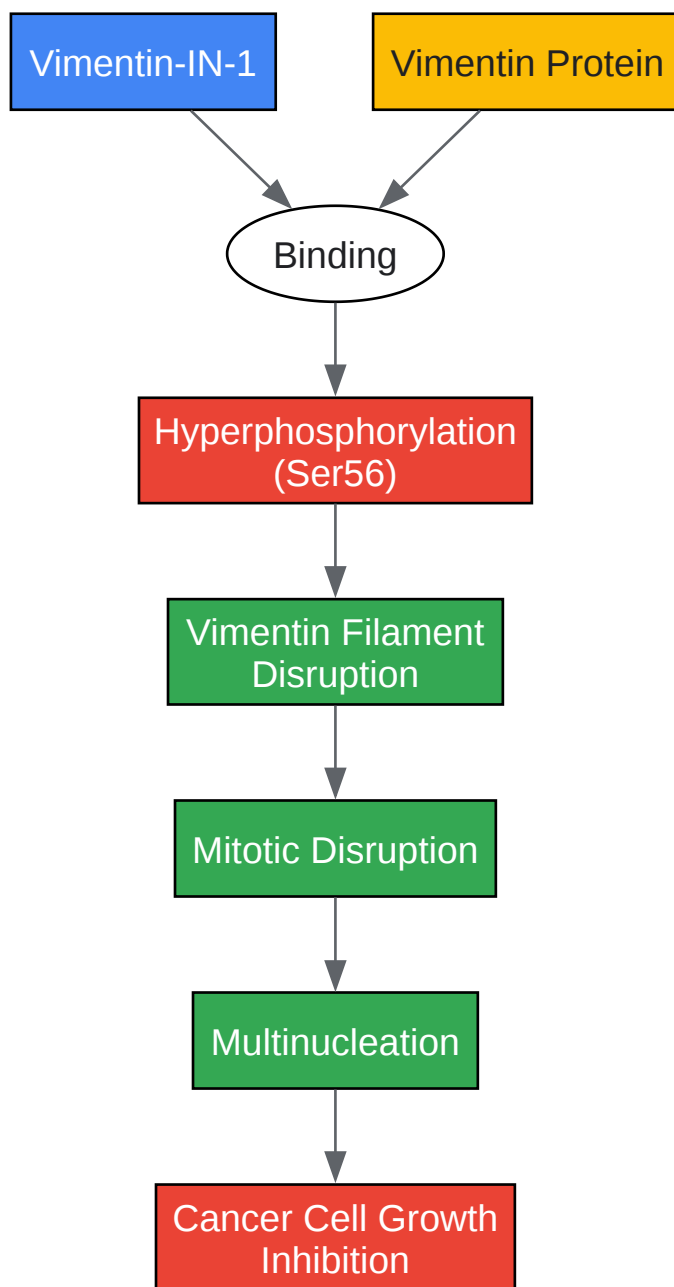 Vimentin-IN-1
Vimentin Protein
Binding
Hyperphosphorylation
(Ser56)
Vimentin Filament
Disruption
Mitotic Disruption
Multinucleation
Cancer Cell Growth
Inhibition